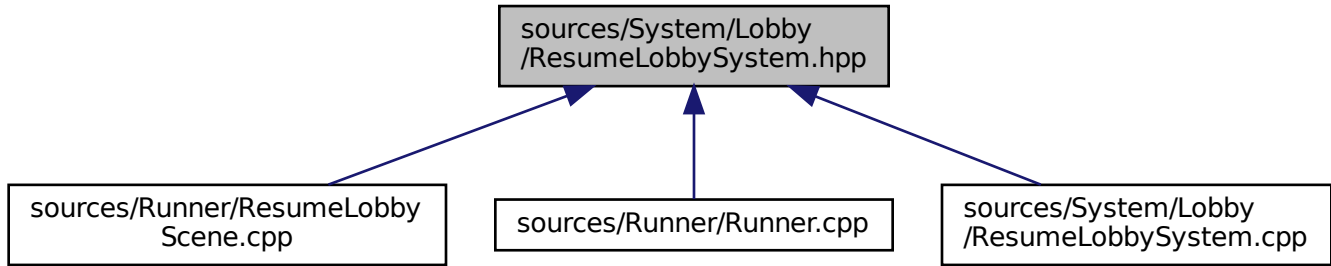 sources/System/Lobby
/ResumeLobbySystem.hpp
sources/Runner/ResumeLobby
Scene.cpp
sources/Runner/Runner.cpp
sources/System/Lobby
/ResumeLobbySystem.cpp